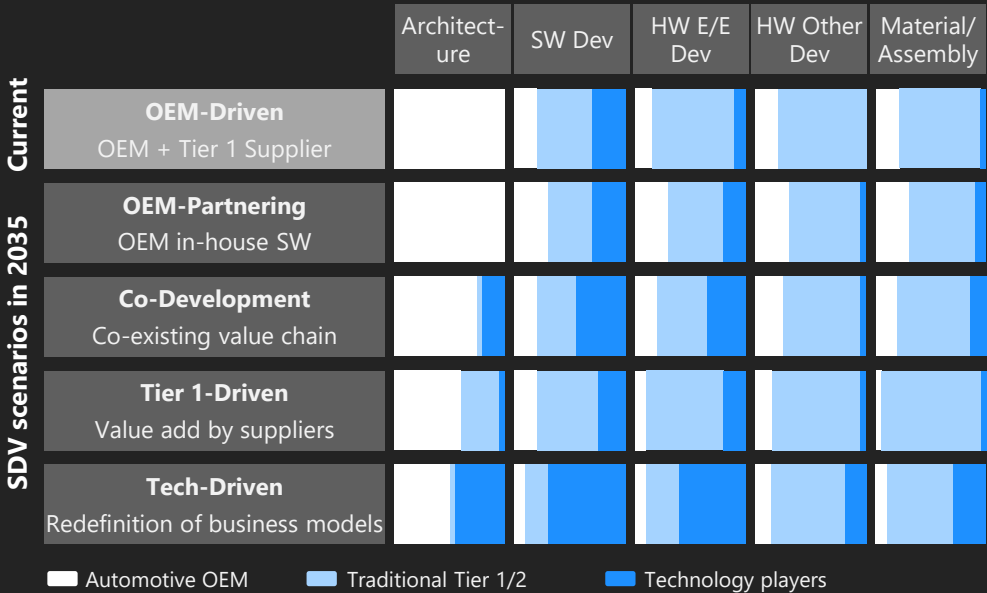 Architect-
ure
SW Dev
HW E/E
Dev
HW Other
Dev
Material/
Assembly
Current
OEM-Driven
OEM + Tier 1 Supplier
SDV scenarios in 2035
OEM-Partnering
OEM in-house SW
Co-Development
Co-existing value chain
Tier 1-Driven
Value add by suppliers
Tech-Driven
Redefinition of business models
Automotive OEM
Traditional Tier 1/2
Technology players